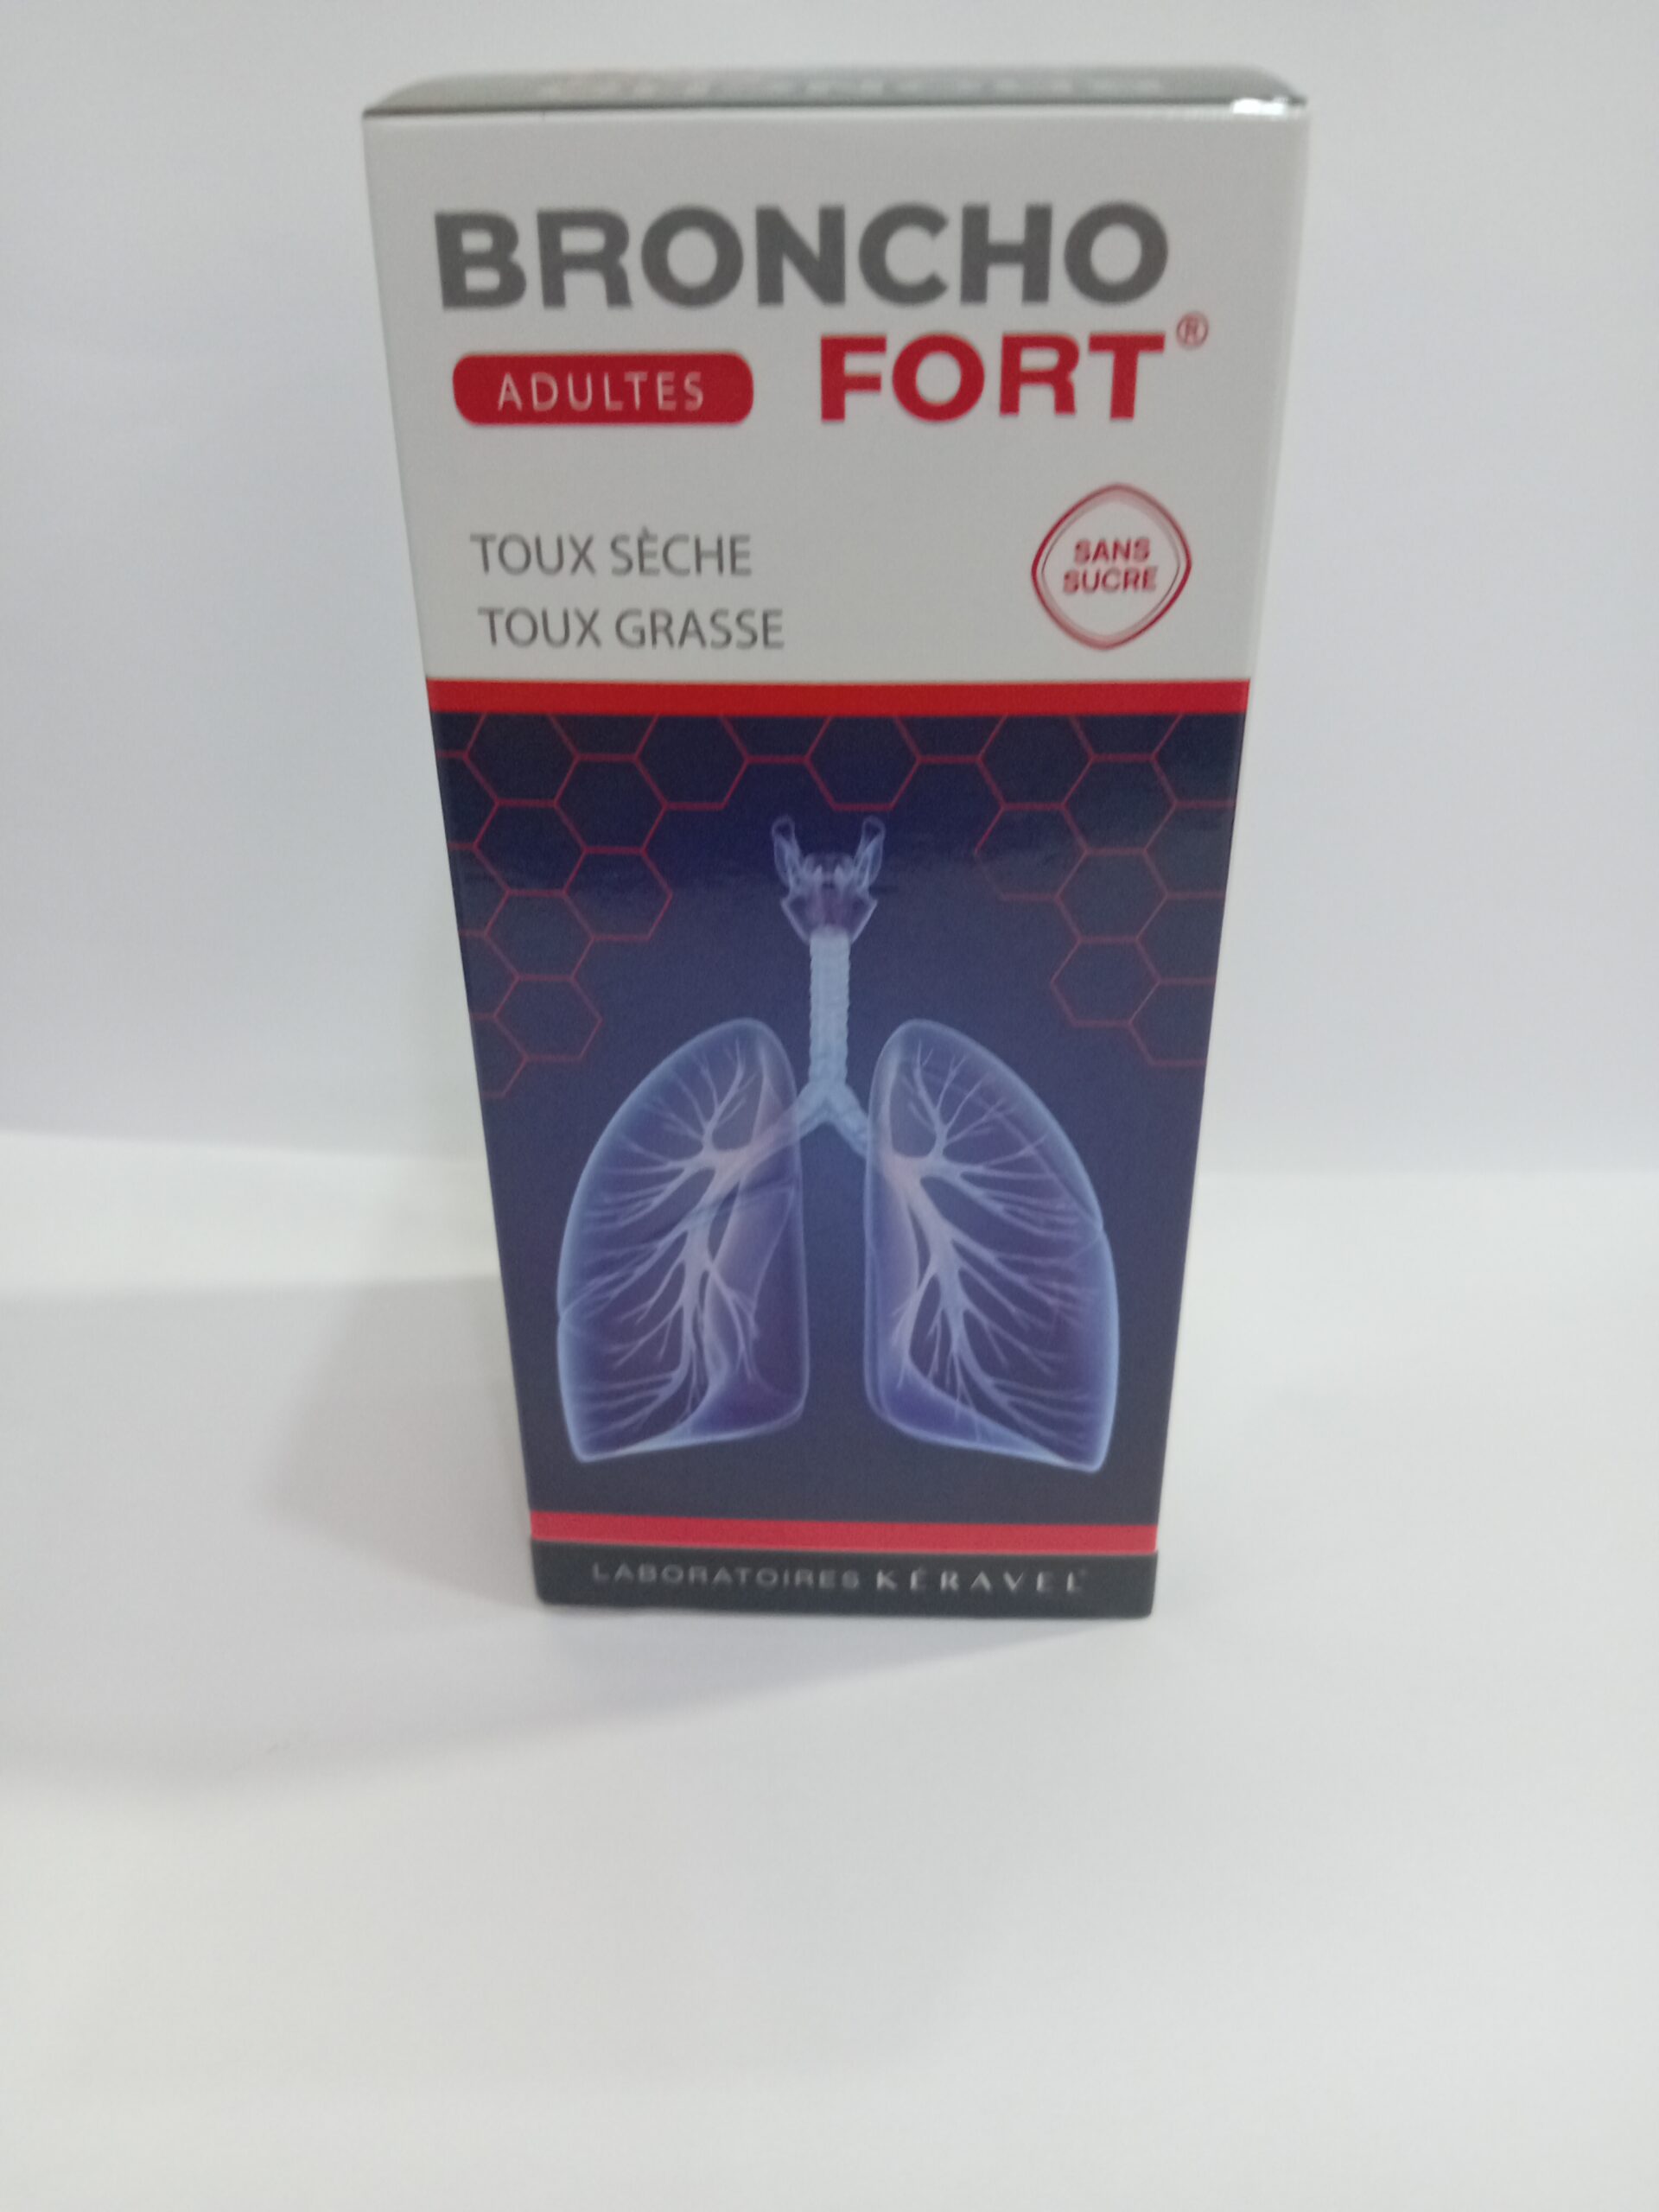 BRONCHO
ADULTES FORT®
TOUX SÈCHE
TOUX GRASSE
SANS
SUCRE
LABORATOIRES KÉRAVEL